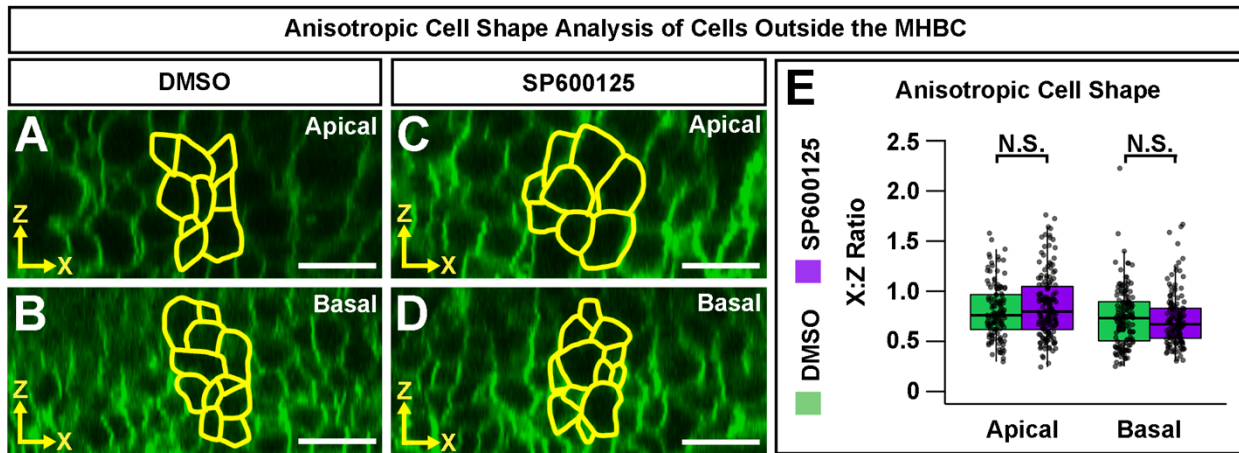 Anisotropic Cell Shape Analysis of Cells Outside the MHBC
DMSO
SP600125
A
Apical
Z
X
C
Apical
Z
X
B
Basal
Z
X
D
Basal
Z
X
E
Anisotropic Cell Shape
DMSO
SP600125
X:Z Ratio
2.5
2.0
1.5
1.0
0.5
0
N.S.
N.S.
Apical
Basal